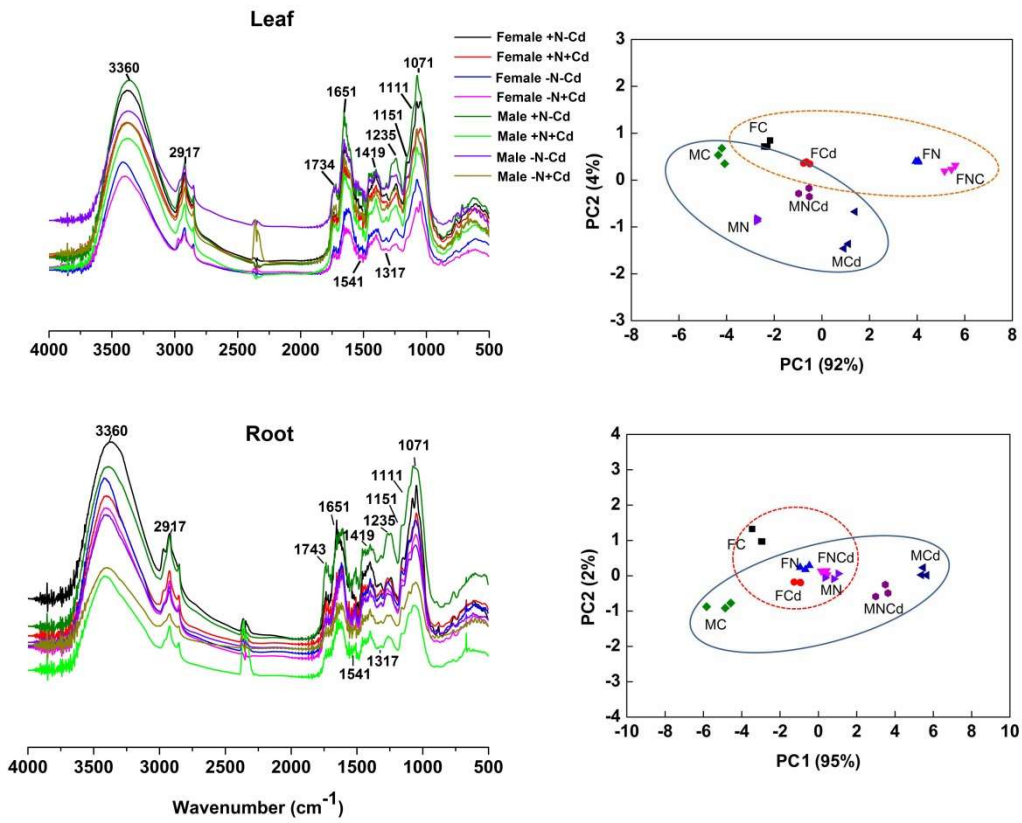 Leaf
3360
2917
1734
1651
1541
1419
1317
1235
1151
1111
1071
4000 3500 3000 2500 2000 1500 1000 500
Female +N-Cd
Female +N+Cd
Female -N-Cd
Female -N+Cd
Male +N-Cd
Male +N+Cd
Male -N-Cd
Male -N+Cd
PC2 (4%)
3
2
1
0
-1
-2
-3
FC
MC
FCd
FN
FNC
MNCd
MN
MCd
-8 -6 -4 -2 0 2 4 6 8
PC1 (92%)
Root
3360
2917
1743
1651
1541
1419
1317
1235
1151
1111
1071
4000 3500 3000 2500 2000 1500 1000 500
Wavenumber (cm-1)
PC2 (2%)
4
3
2
1
0
-1
-2
-3
-4
FC
FN
FNCd
MCd
FCd
MN
MNCd
MC
-10 -8 -6 -4 -2 0 2 4 6 8 10
PC1 (95%)